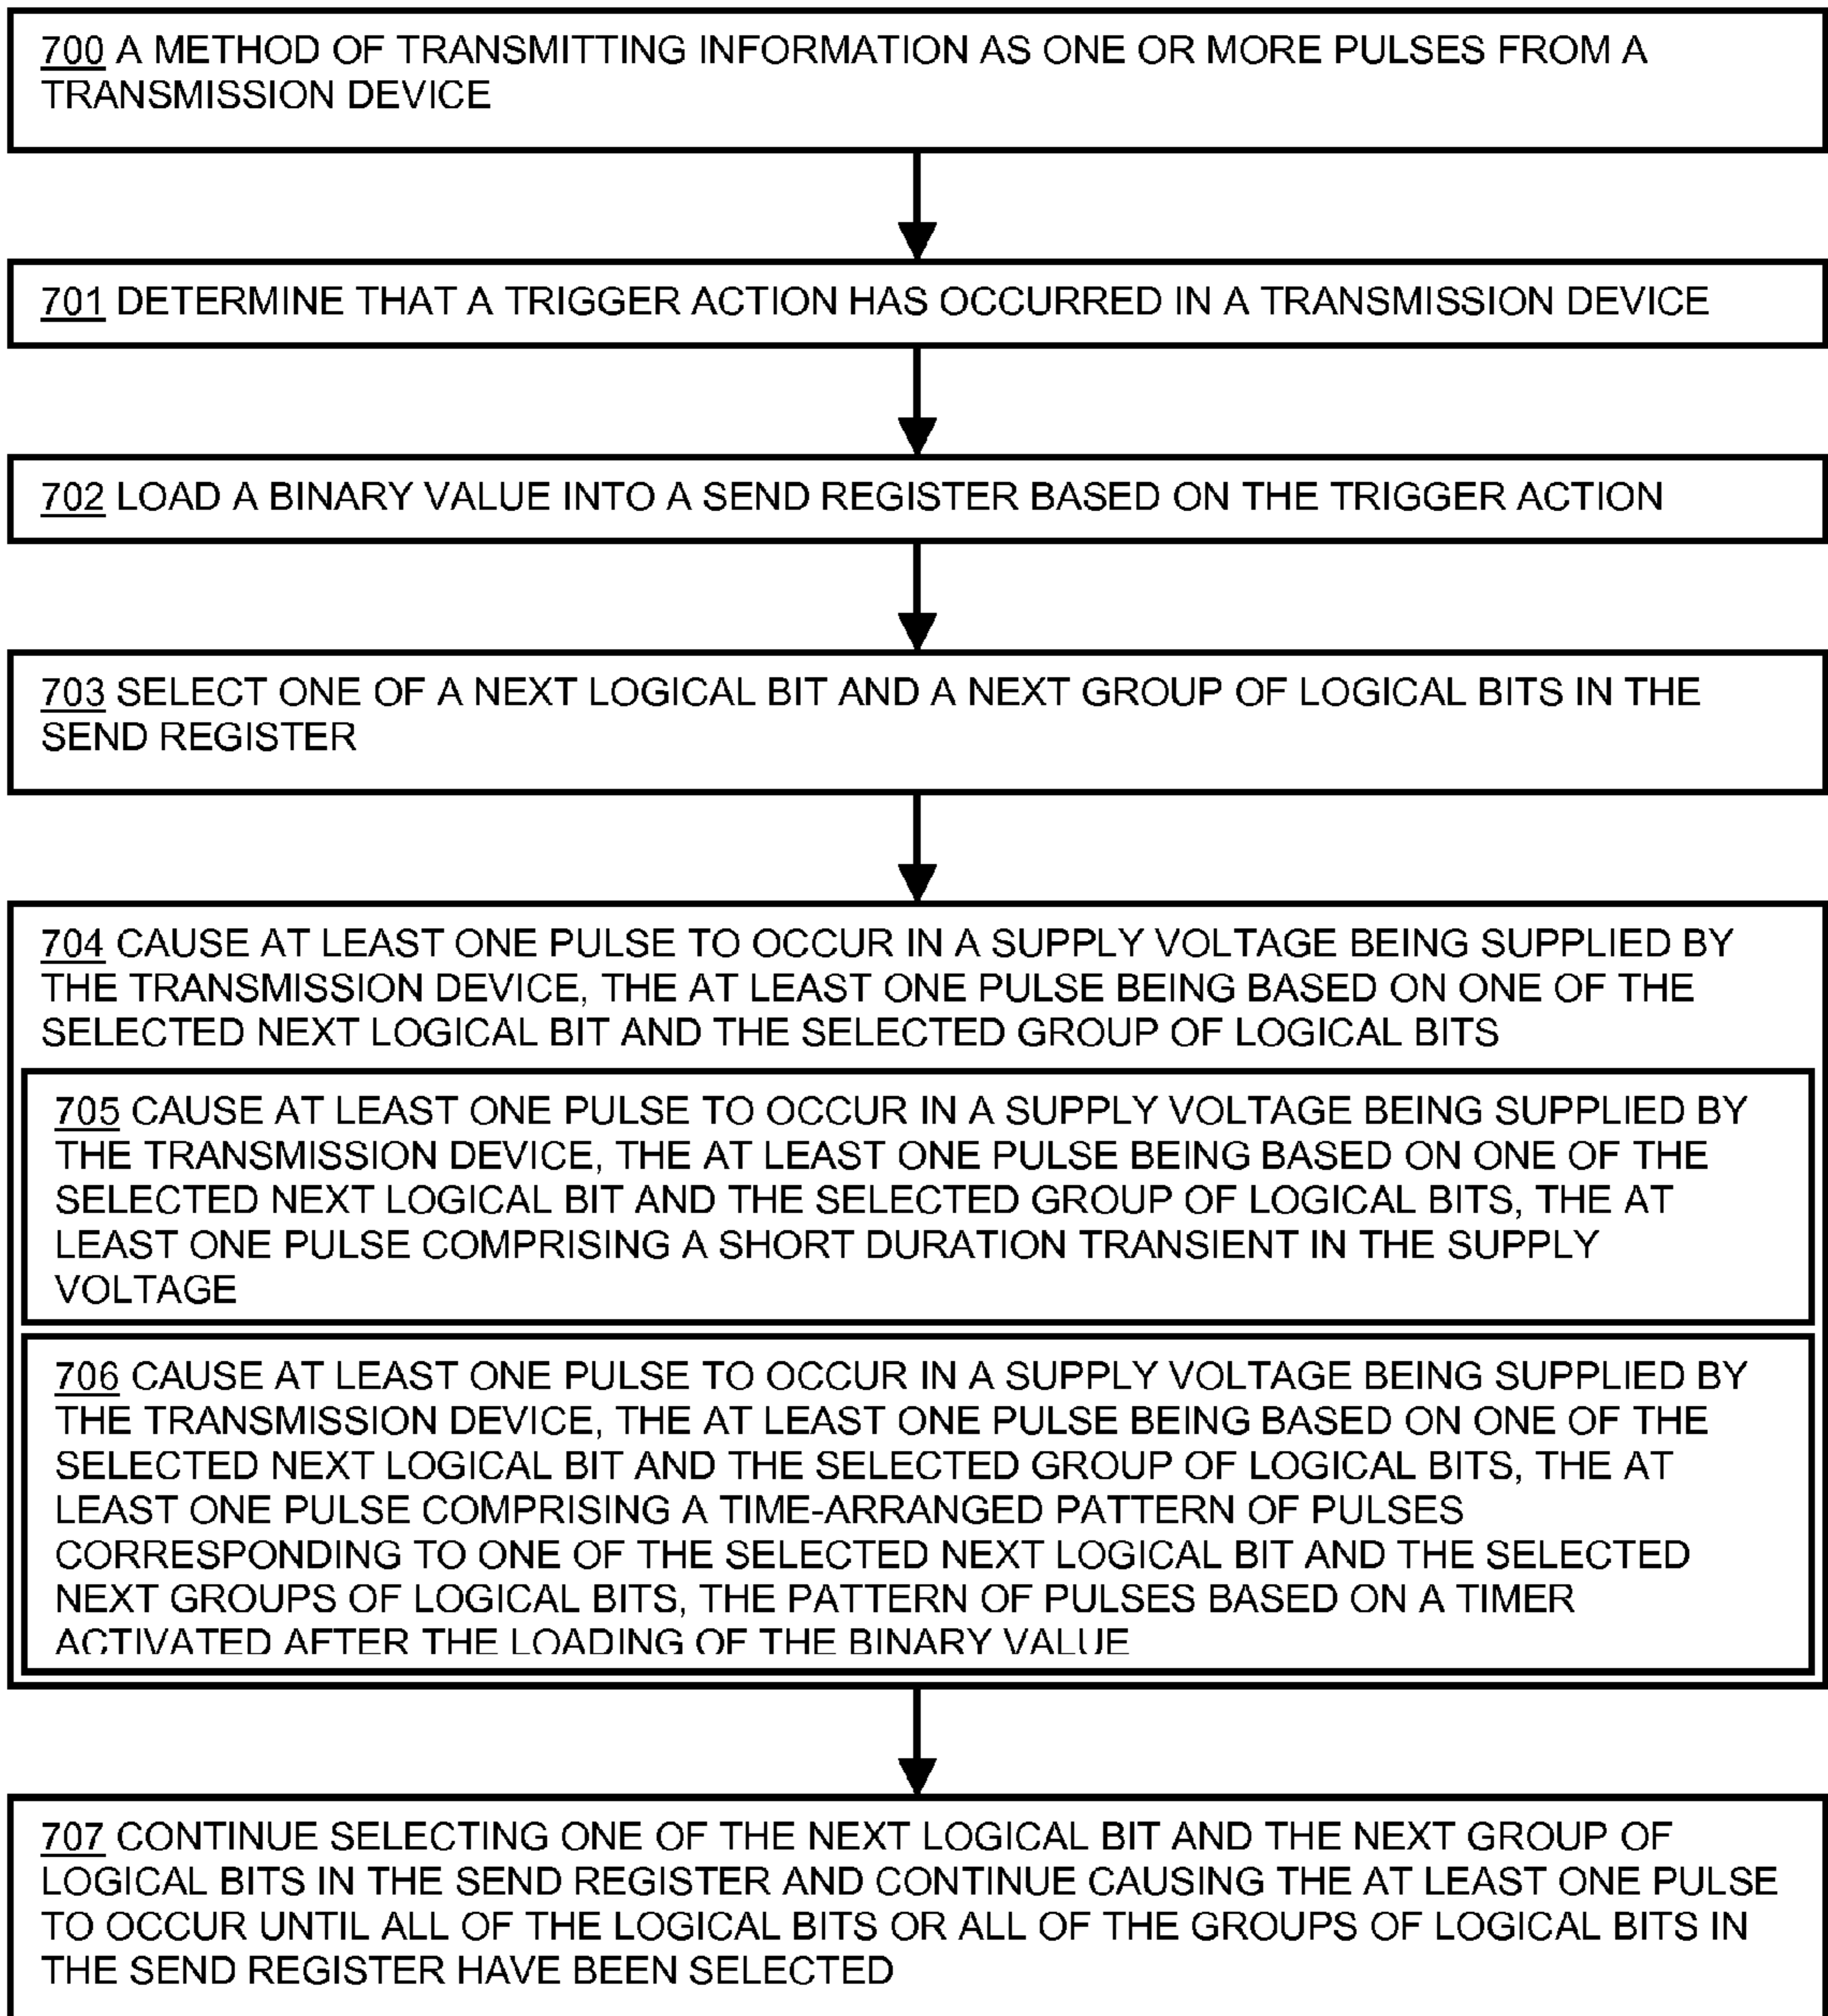 700 A METHOD OF TRANSMITTING INFORMATION AS ONE OR MORE PULSES FROM A
TRANSMISSION DEVICE
701 DETERMINE THAT A TRIGGER ACTION HAS OCCURRED IN A TRANSMISSION DEVICE
702 LOAD A BINARY VALUE INTO A SEND REGISTER BASED ON THE TRIGGER ACTION
703 SELECT ONE OF A NEXT LOGICAL BIT AND A NEXT GROUP OF LOGICAL BITS IN THE
SEND REGISTER
704 CAUSE AT LEAST ONE PULSE TO OCCUR IN A SUPPLY VOLTAGE BEING SUPPLIED BY
THE TRANSMISSION DEVICE, THE AT LEAST ONE PULSE BEING BASED ON ONE OF THE
SELECTED NEXT LOGICAL BIT AND THE SELECTED GROUP OF LOGICAL BITS
705 CAUSE AT LEAST ONE PULSE TO OCCUR IN A SUPPLY VOLTAGE BEING SUPPLIED BY
THE TRANSMISSION DEVICE, THE AT LEAST ONE PULSE BEING BASED ON ONE OF THE
SELECTED NEXT LOGICAL BIT AND THE SELECTED GROUP OF LOGICAL BITS, THE AT
LEAST ONE PULSE COMPRISING A SHORT DURATION TRANSIENT IN THE SUPPLY
VOLTAGE
706 CAUSE AT LEAST ONE PULSE TO OCCUR IN A SUPPLY VOLTAGE BEING SUPPLIED BY
THE TRANSMISSION DEVICE, THE AT LEAST ONE PULSE BEING BASED ON ONE OF THE
SELECTED NEXT LOGICAL BIT AND THE SELECTED GROUP OF LOGICAL BITS, THE AT
LEAST ONE PULSE COMPRISING A TIME-ARRANGED PATTERN OF PULSES
CORRESPONDING TO ONE OF THE SELECTED NEXT LOGICAL BIT AND THE SELECTED
NEXT GROUPS OF LOGICAL BITS, THE PATTERN OF PULSES BASED ON A TIMER
ACTIVATED AFTER THE LOADING OF THE BINARY VALUE
707 CONTINUE SELECTING ONE OF THE NEXT LOGICAL BIT AND THE NEXT GROUP OF
LOGICAL BITS IN THE SEND REGISTER AND CONTINUE CAUSING THE AT LEAST ONE PULSE
TO OCCUR UNTIL ALL OF THE LOGICAL BITS OR ALL OF THE GROUPS OF LOGICAL BITS IN
THE SEND REGISTER HAVE BEEN SELECTED